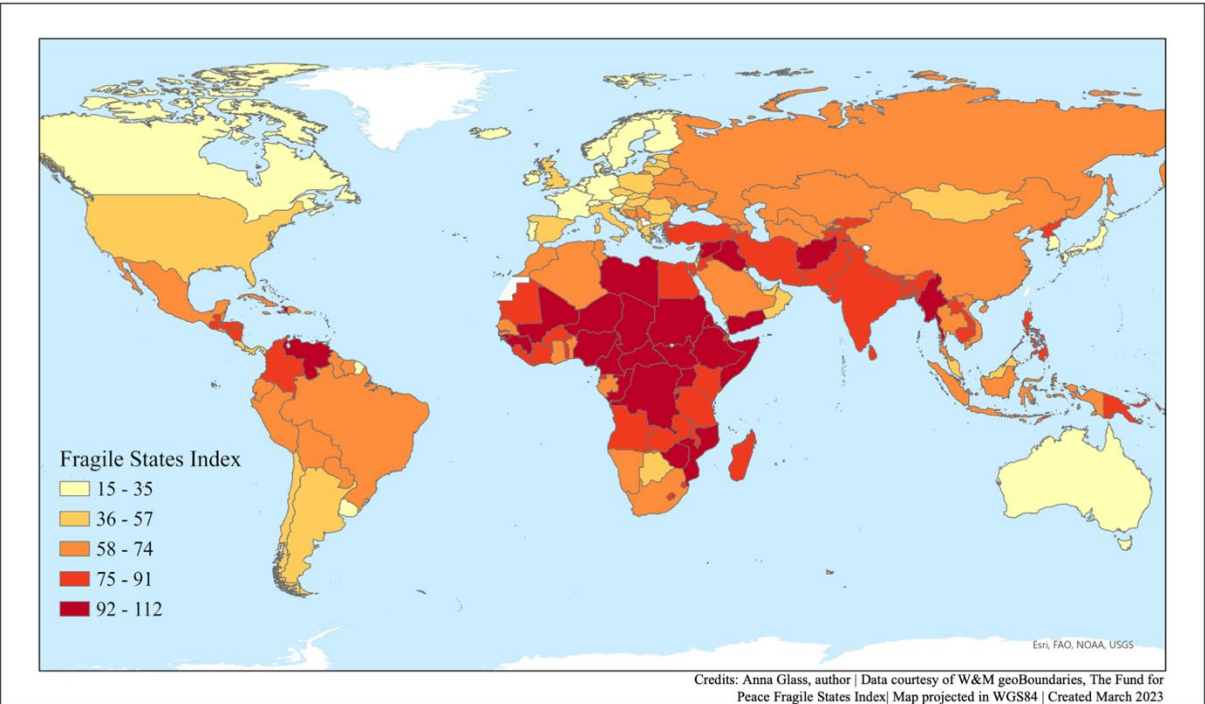 Fragile States Index
15 - 35
36 - 57
58 - 74
75 - 91
92 - 112
Esri, FAO, NOAA, USGS
Credits: Anna Glass, author | Data courtesy of W&M geoBoundaries, The Fund for
Peace Fragile States Index| Map projected in WGS84 | Created March 2023